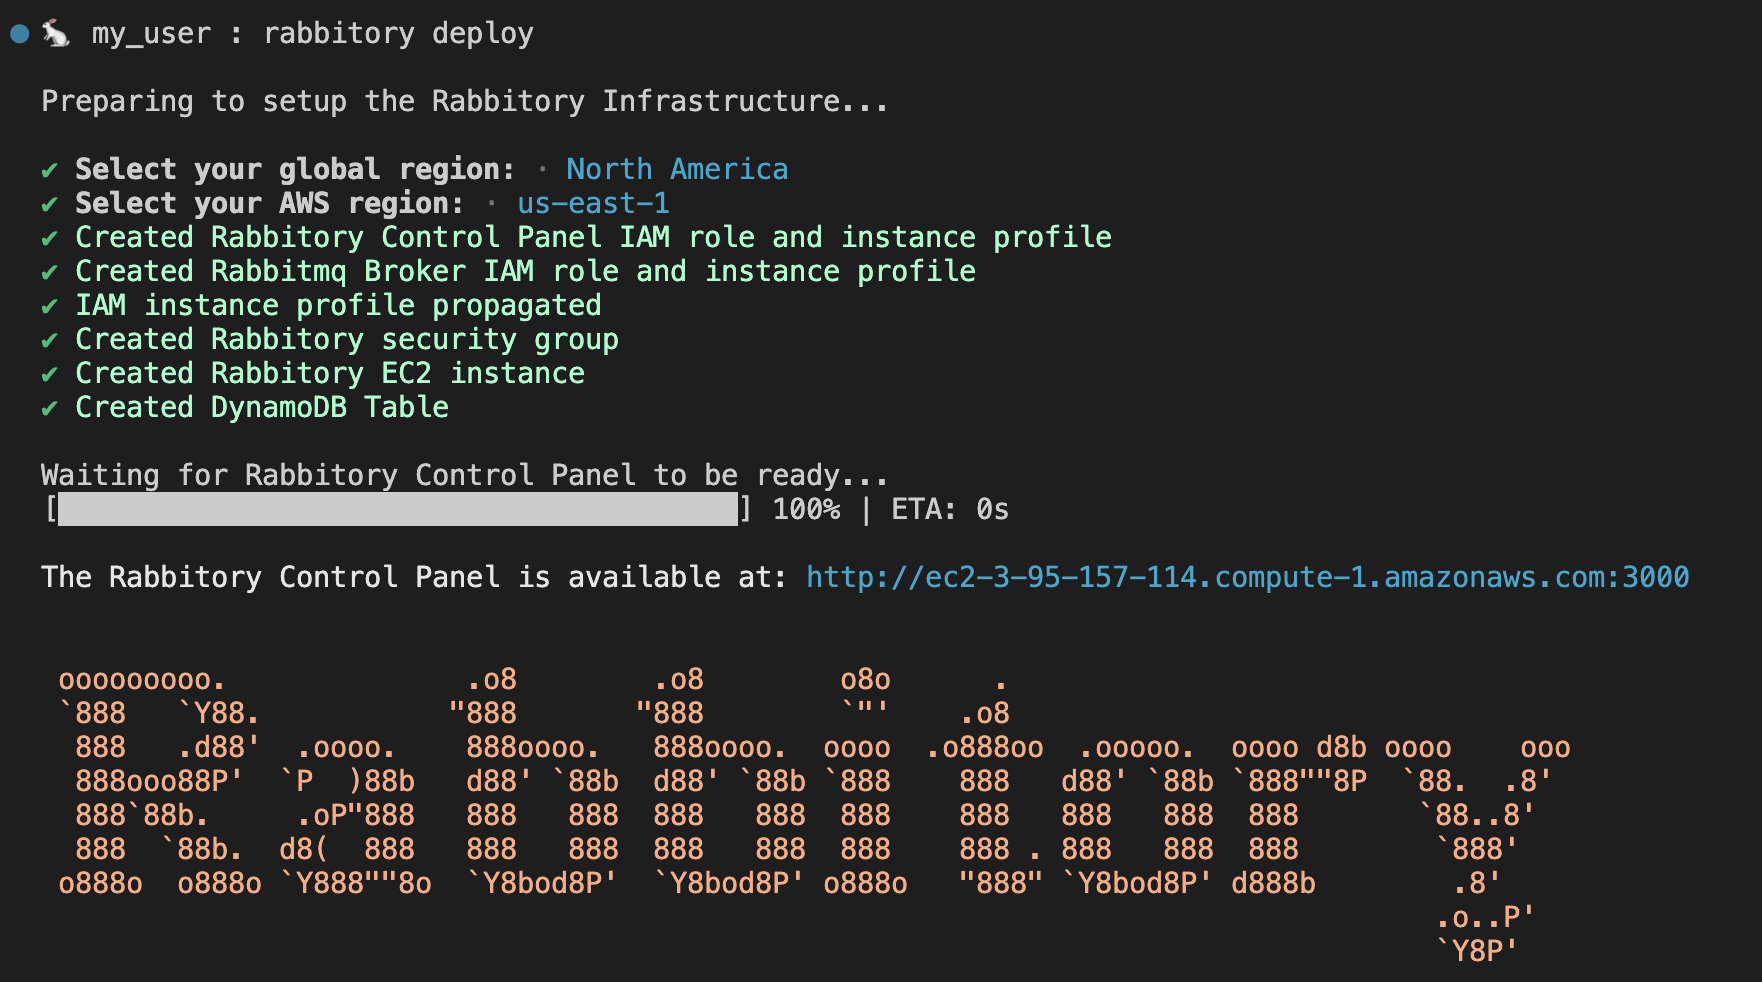 my_user : rabbitory deploy
Preparing to setup the Rabbitory Infrastructure...
✔ Select your global region: · North America
✔ Select your AWS region: · us-east-1
✔ Created Rabbitory Control Panel IAM role and instance profile
✔ Created Rabbitmq Broker IAM role and instance profile
✔ IAM instance profile propagated
✔ Created Rabbitory security group
✔ Created Rabbitory EC2 instance
✔ Created DynamoDB Table
Waiting for Rabbitory Control Panel to be ready...
[████████████████████████████████████████] 100% | ETA: 0s
The Rabbitory Control Panel is available at: http://ec2-3-95-157-114.compute-1.amazonaws.com:3000
 ooooooooo.              .o8        .o8        o8o      .
 `888   `Y88.           "888       "888        `"'    .o8
  888   .d88'  .oooo.    888oooo.   888oooo.  oooo  .o888oo  .ooooo.  oooo d8b oooo    ooo
  888ooo88P'  `P  )88b   d88' `88b  d88' `88b `888    888   d88' `88b `888""8P  `88.  .8'
  888`88b.     .oP"888   888   888  888   888  888    888   888   888  888       `88..8'
  888  `88b.  d8(  888   888   888  888   888  888    888 . 888   888  888        `888'
 o888o  o888o `Y888""8o  `Y8bod8P'  `Y8bod8P' o888o   "888" `Y8bod8P' d888b        .8'
                                                                                  .o..P'
                                                                                  `Y8P'